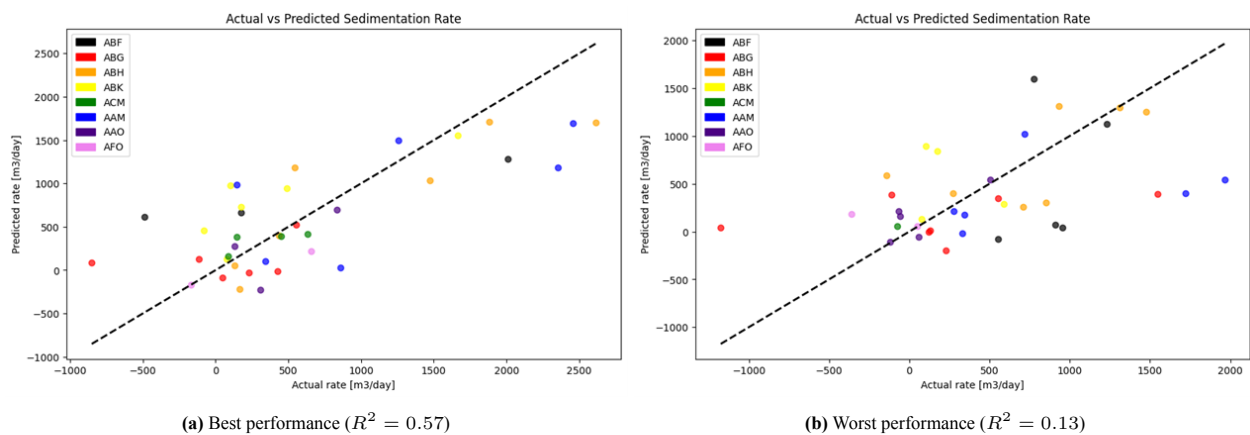 Actual vs Predicted Sedimentation Rate
ABF
ABG
ABH
ABK
ACM
AAM
AAO
AFO
2500
2000
1500
1000
500
0
−500
−1000
Predicted rate [m3/day]
−1000 −500 0 500 1000 1500 2000 2500
Actual rate [m3/day]
(a) Best performance (R² = 0.57)
Actual vs Predicted Sedimentation Rate
ABF
ABG
ABH
ABK
ACM
AAM
AAO
AFO
2000
1500
1000
500
0
−500
−1000
Predicted rate [m3/day]
−1000 −500 0 500 1000 1500 2000
Actual rate [m3/day]
(b) Worst performance (R² = 0.13)